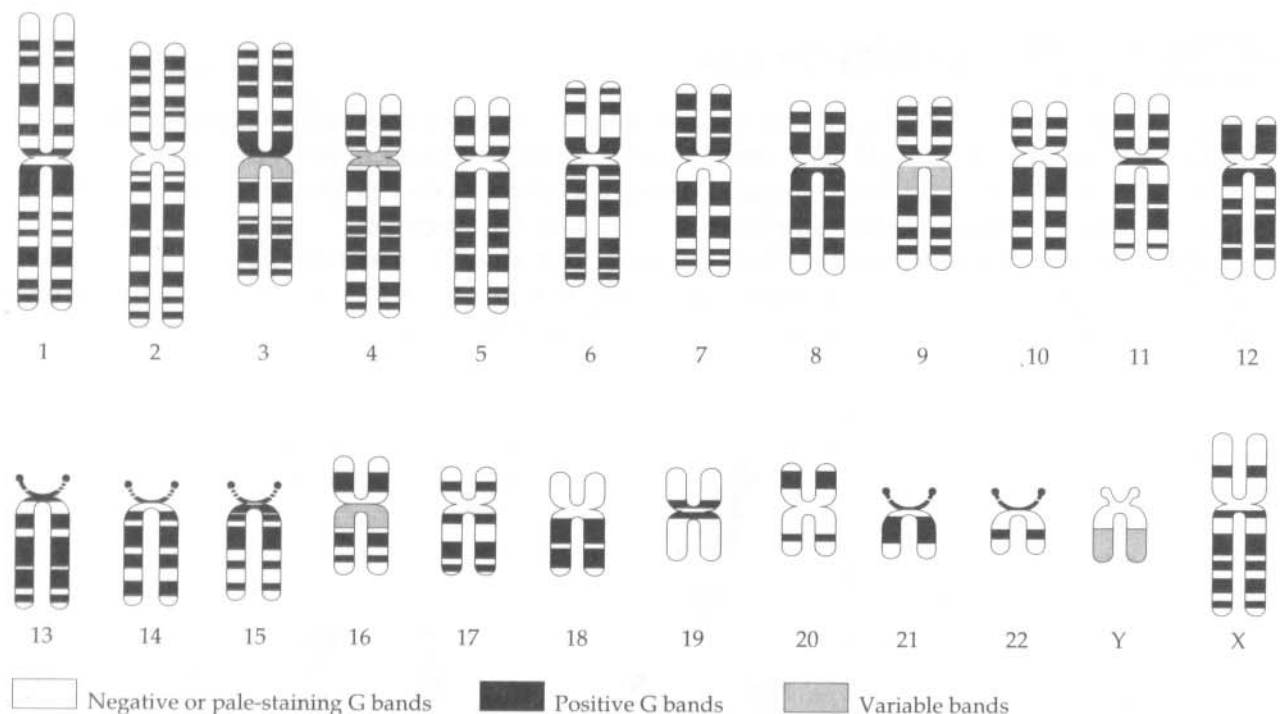 1 2 3 4 5 6 7 8 9 10 11 12
13 14 15 16 17 18 19 20 21 22 Y X
Negative or pale-staining G bands Positive G bands Variable bands